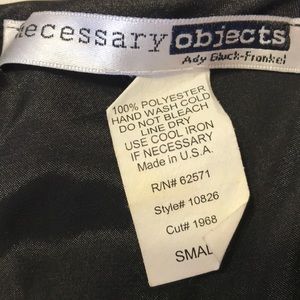 necessary objects
Ady Gluck-Frankel
100% POLYESTER
HAND WASH COLD
DO NOT BLEACH
LINE DRY
USE COOL IRON
IF NECESSARY
Made in U.S.A.
R/N# 62571
Style# 10826
Cut# 1968
SMAL